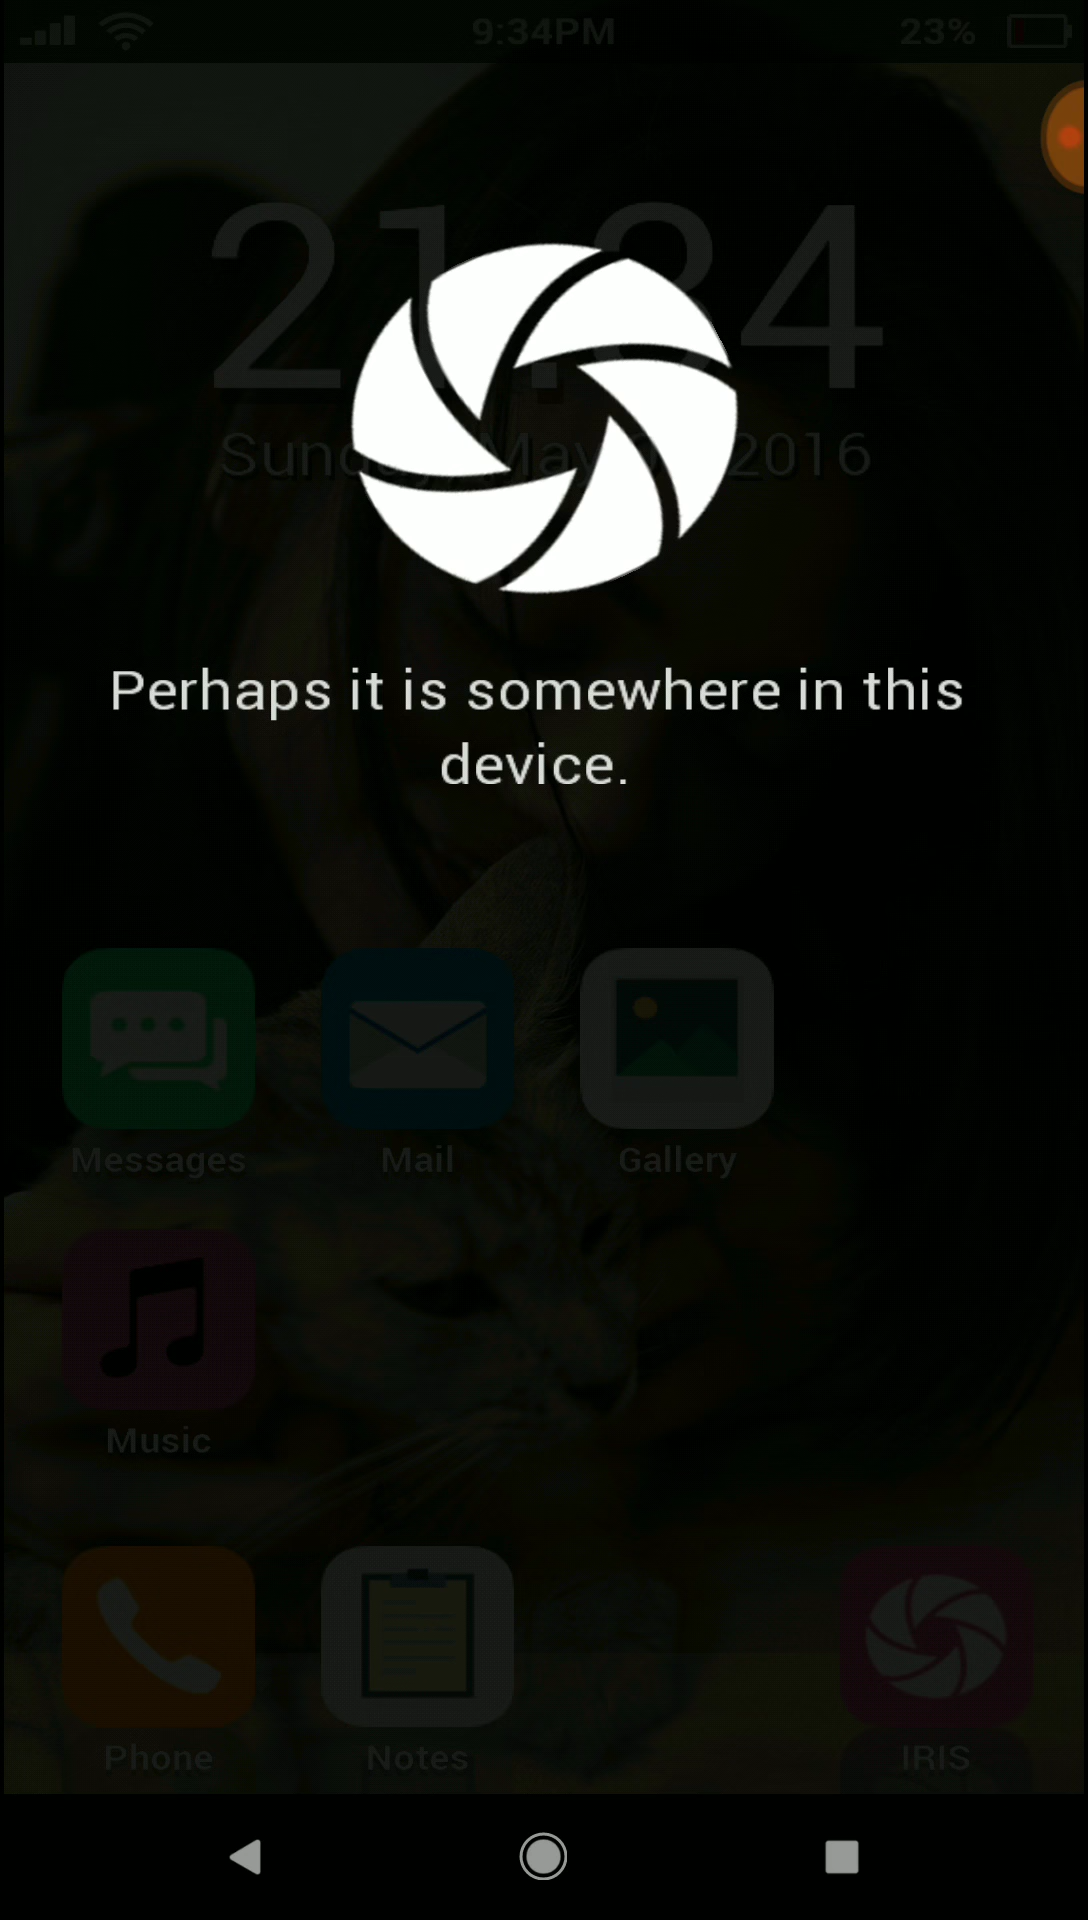 9:34PM 23%
Perhaps it is somewhere in this
device.
Messages Mail Gallery
Music
Phone Notes IRIS